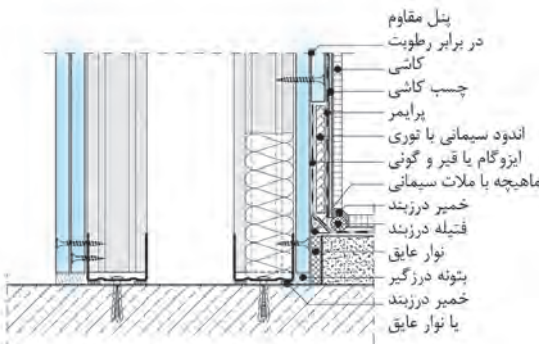 پنل مقاوم
در برابر رطوبت
کاشی
چسب کاشی
پرایمر
اندود سیمانی با توری
ایزوگام یا قیر و گونی
ماهیچه با ملات سیمانی
خمیر درزبند
فتیله درزبند
نوار عایق
بتونه درزگیر
خمیر درزبند
یا نوار عایق